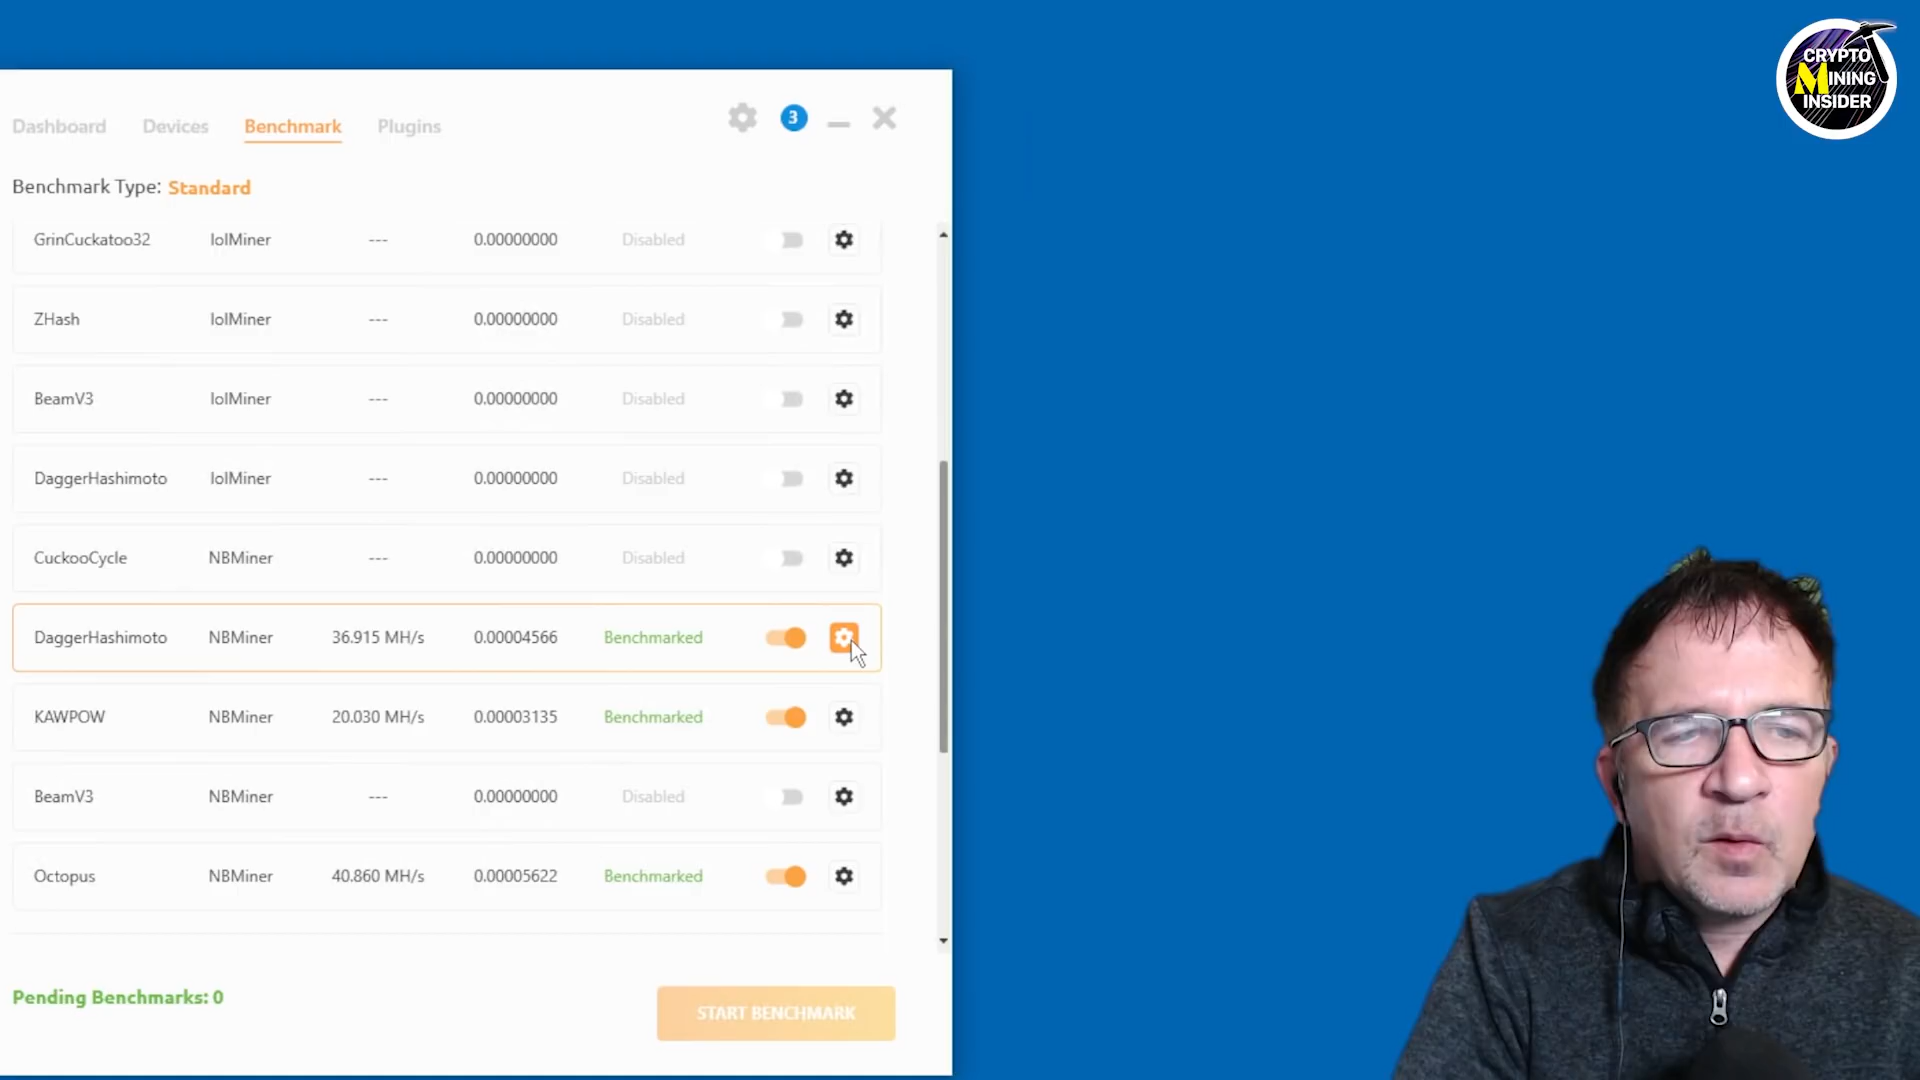 CRYPTO
MINING
INSIDER
Dashboard Devices Benchmark Plugins 3
Benchmark Type: Standard
GrinCuckatoo32 lolMiner --- 0.00000000 Disabled
ZHash lolMiner --- 0.00000000 Disabled
BeamV3 lolMiner --- 0.00000000 Disabled
DaggerHashimoto lolMiner --- 0.00000000 Disabled
CuckooCycle NBMiner --- 0.00000000 Disabled
DaggerHashimoto NBMiner 36.915 MH/s 0.00004566 Benchmarked
KAWPOW NBMiner 20.030 MH/s 0.00003135 Benchmarked
BeamV3 NBMiner --- 0.00000000 Disabled
Octopus NBMiner 40.860 MH/s 0.00005622 Benchmarked
Pending Benchmarks: 0
START BENCHMARK